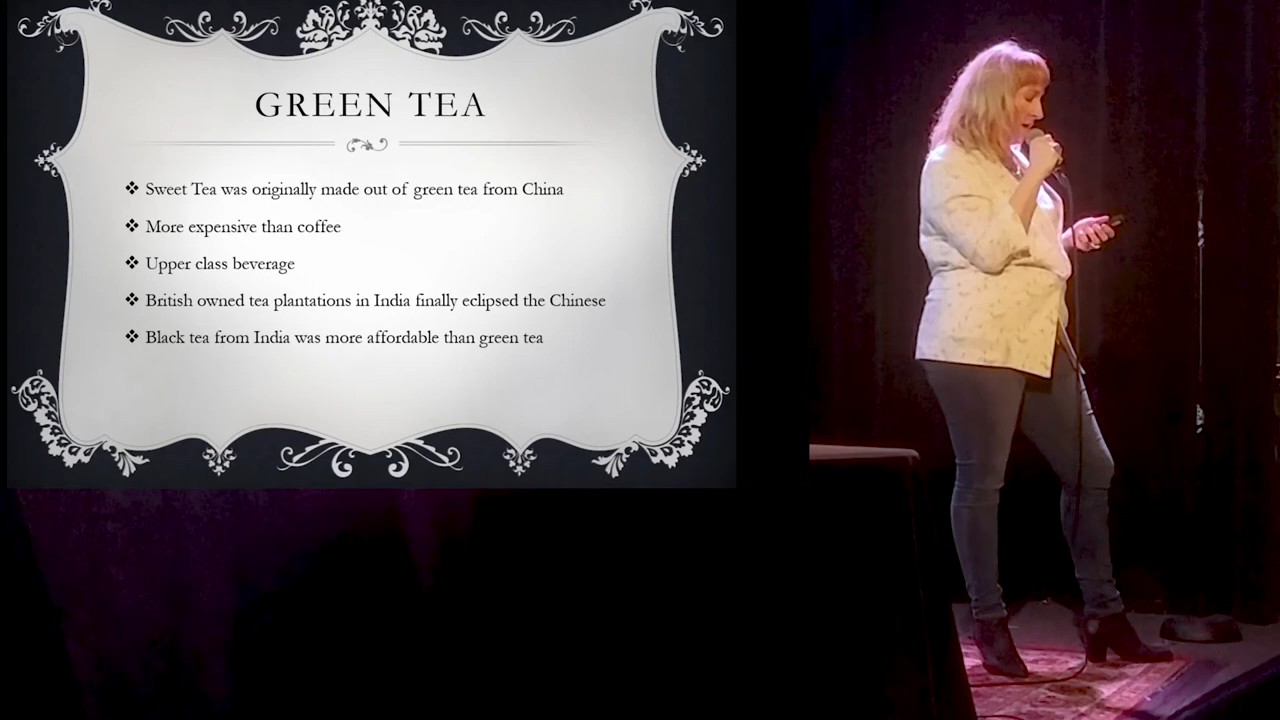 GREEN TEA
❖ Sweet Tea was originally made out of green tea from China
❖ More expensive than coffee
❖ Upper class beverage
❖ British owned tea plantations in India finally eclipsed the Chinese
❖ Black tea from India was more affordable than green tea